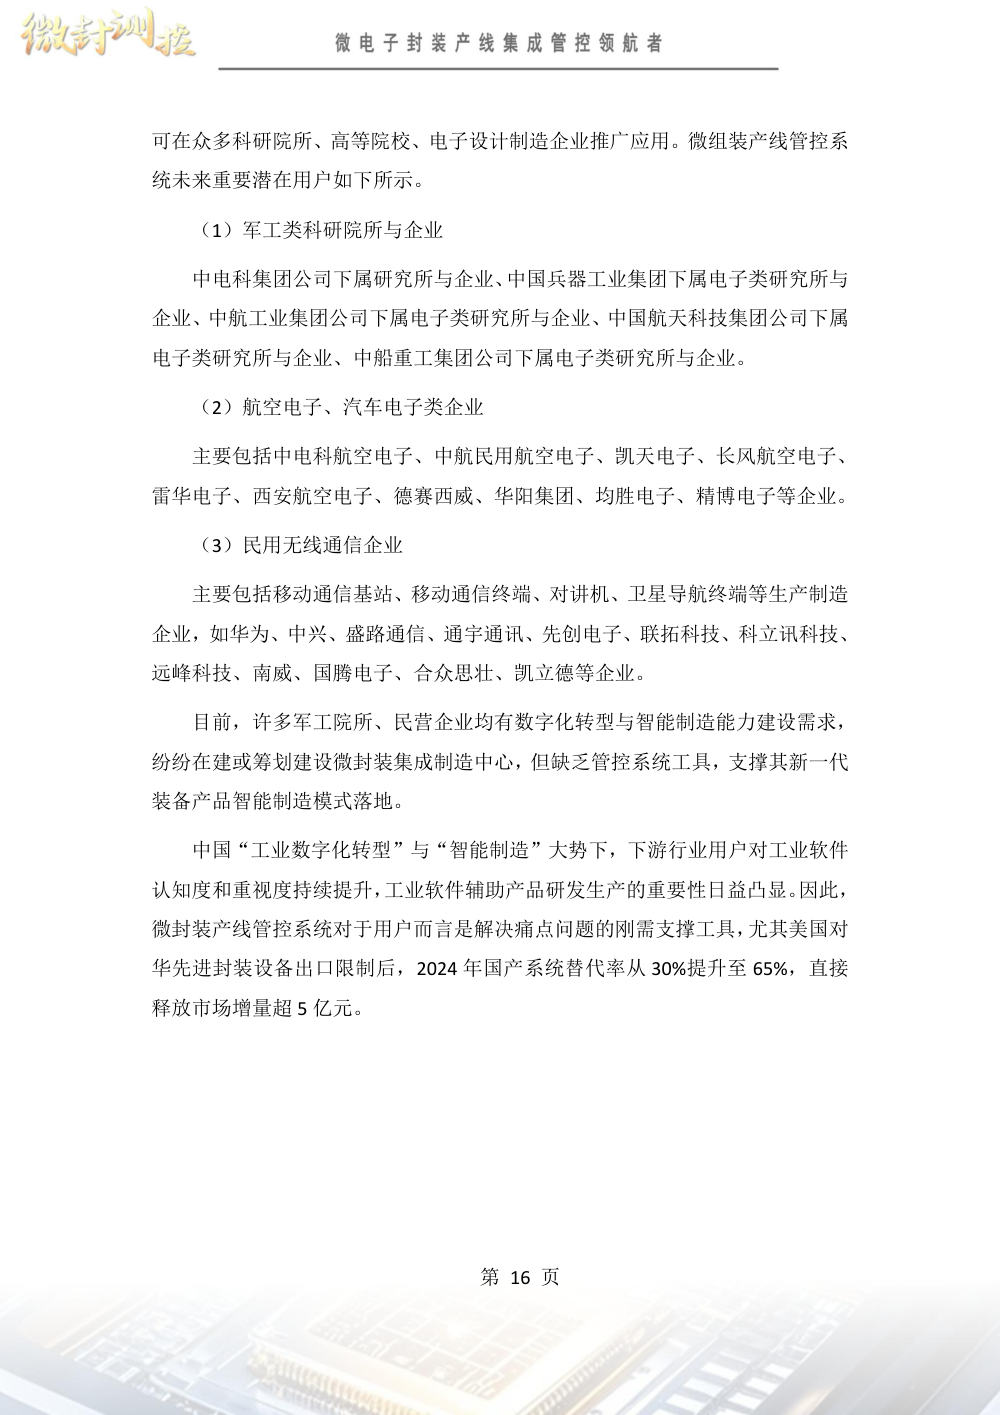 微封测控
微电子封装产线集成管控领航者
可在众多科研院所、高等院校、电子设计制造企业推广应用。微组装产线管控系
统未来重要潜在用户如下所示。
（1）军工类科研院所与企业
中电科集团公司下属研究所与企业、中国兵器工业集团下属电子类研究所与
企业、中航工业集团公司下属电子类研究所与企业、中国航天科技集团公司下属
电子类研究所与企业、中船重工集团公司下属电子类研究所与企业。
（2）航空电子、汽车电子类企业
主要包括中电科航空电子、中航民用航空电子、凯天电子、长风航空电子、
雷华电子、西安航空电子、德赛西威、华阳集团、均胜电子、精博电子等企业。
（3）民用无线通信企业
主要包括移动通信基站、移动通信终端、对讲机、卫星导航终端等生产制造
企业，如华为、中兴、盛路通信、通宇通讯、先创电子、联拓科技、科立讯科技、
远峰科技、南威、国腾电子、合众思壮、凯立德等企业。
目前，许多军工院所、民营企业均有数字化转型与智能制造能力建设需求，
纷纷在建或筹划建设微封装集成制造中心，但缺乏管控系统工具，支撑其新一代
装备产品智能制造模式落地。
中国“工业数字化转型”与“智能制造”大势下，下游行业用户对工业软件
认知度和重视度持续提升，工业软件辅助产品研发生产的重要性日益凸显。因此，
微封装产线管控系统对于用户而言是解决痛点问题的刚需支撑工具，尤其美国对
华先进封装设备出口限制后，2024 年国产系统替代率从 30%提升至 65%，直接
释放市场增量超 5 亿元。
第 16 页